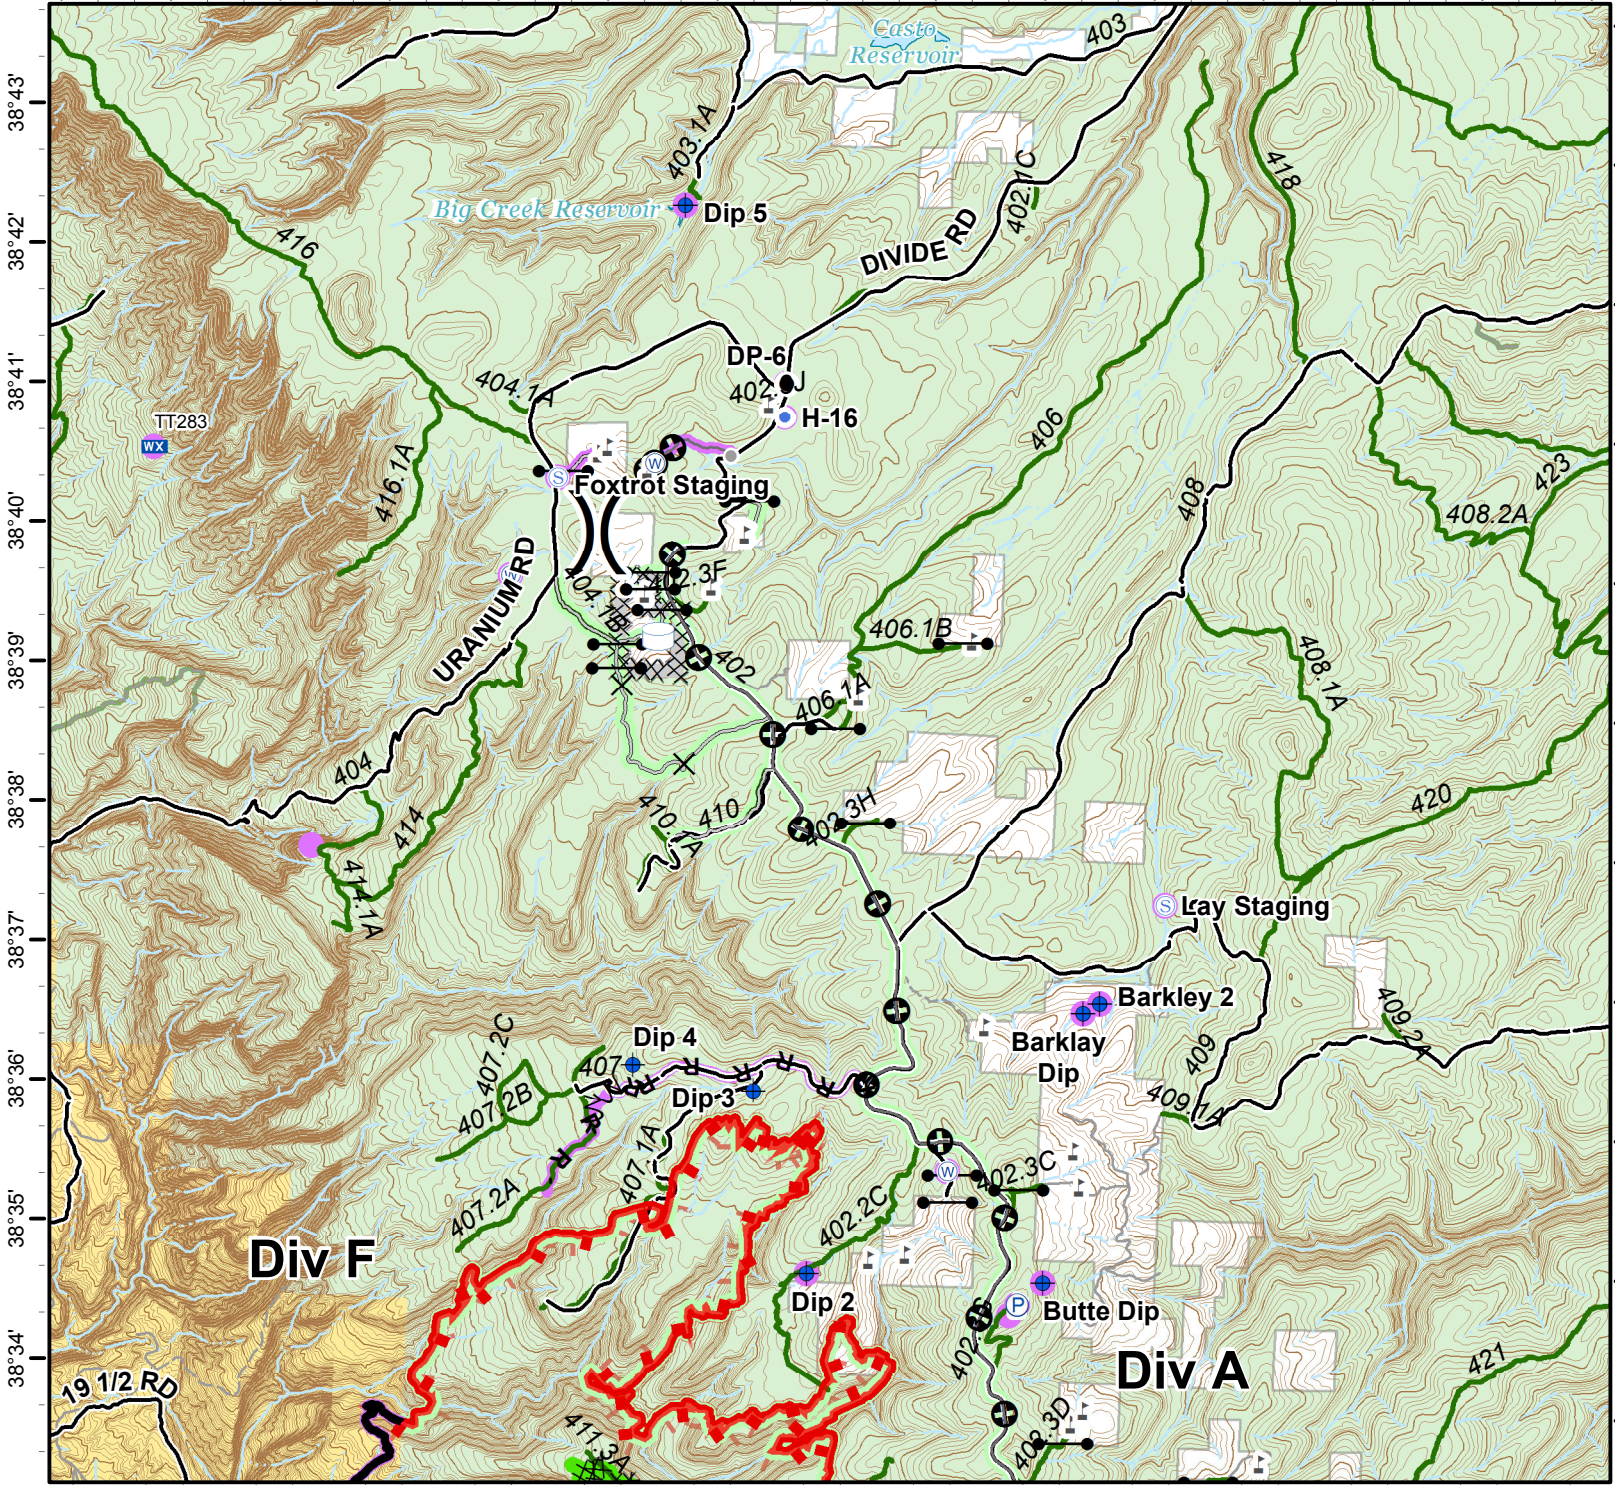 Casto
Reservoir
403
38°43'
403.1A
418
402.1C
Big Creek Reservoir
Dip 5
38°42'
416
DIVIDE RD
DP-6
38°41'
404.1A
H-16
406
TT283
WX
W
423
416.1A
S
Foxtrot Staging
408
408.2A
38°40'
URANIUM RD
404.1B
402.3F
406.1B
38°39'
402
408.1A
406.1A
404
38°38'
414
410
410.1A
402.3H
420
414.1A
S
Lay Staging
38°37'
Barkley 2
409.2A
407.2C
Dip 4
Barklay
Dip
409
38°36'
407
R R R R R R R R
407.2B
Dip 3
409.1A
407.1A
W
402.3C
38°35'
407.2A
402.2C
Div F
Dip 2
P
Butte Dip
38°34'
Div A
421
19 1/2 RD
411.3A
402.3D